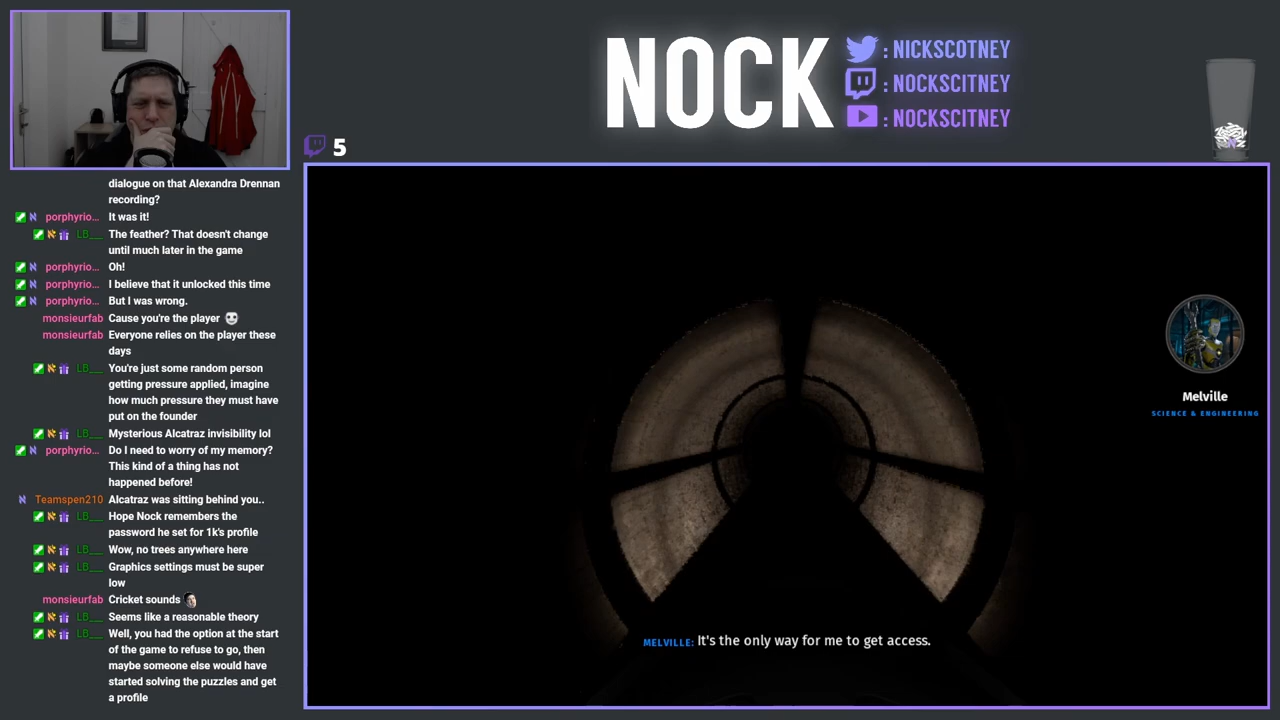 NOCK
: NICKSCOTNEY
: NOCKSCITNEY
: NOCKSCITNEY
5
dialogue on that Alexandra Drennan
recording?
porphyrio... It was it!
LB__ The feather? That doesn't change
until much later in the game
porphyrio... Oh!
porphyrio... I believe that it unlocked this time
porphyrio... But I was wrong.
monsieurfab Cause you're the player
monsieurfab Everyone relies on the player these
days
LB__ You're just some random person
getting pressure applied, imagine
how much pressure they must have
put on the founder
LB__ Mysterious Alcatraz invisibility lol
porphyrio... Do I need to worry of my memory?
This kind of a thing has not
happened before!
Teamspen210 Alcatraz was sitting behind you..
LB__ Hope Nock remembers the
password he set for 1k's profile
LB__ Wow, no trees anywhere here
LB__ Graphics settings must be super
low
monsieurfab Cricket sounds
LB__ Seems like a reasonable theory
LB__ Well, you had the option at the start
of the game to refuse to go, then
maybe someone else would have
started solving the puzzles and get
a profile
Melville
SCIENCE & ENGINEERING
MELVILLE: It's the only way for me to get access.